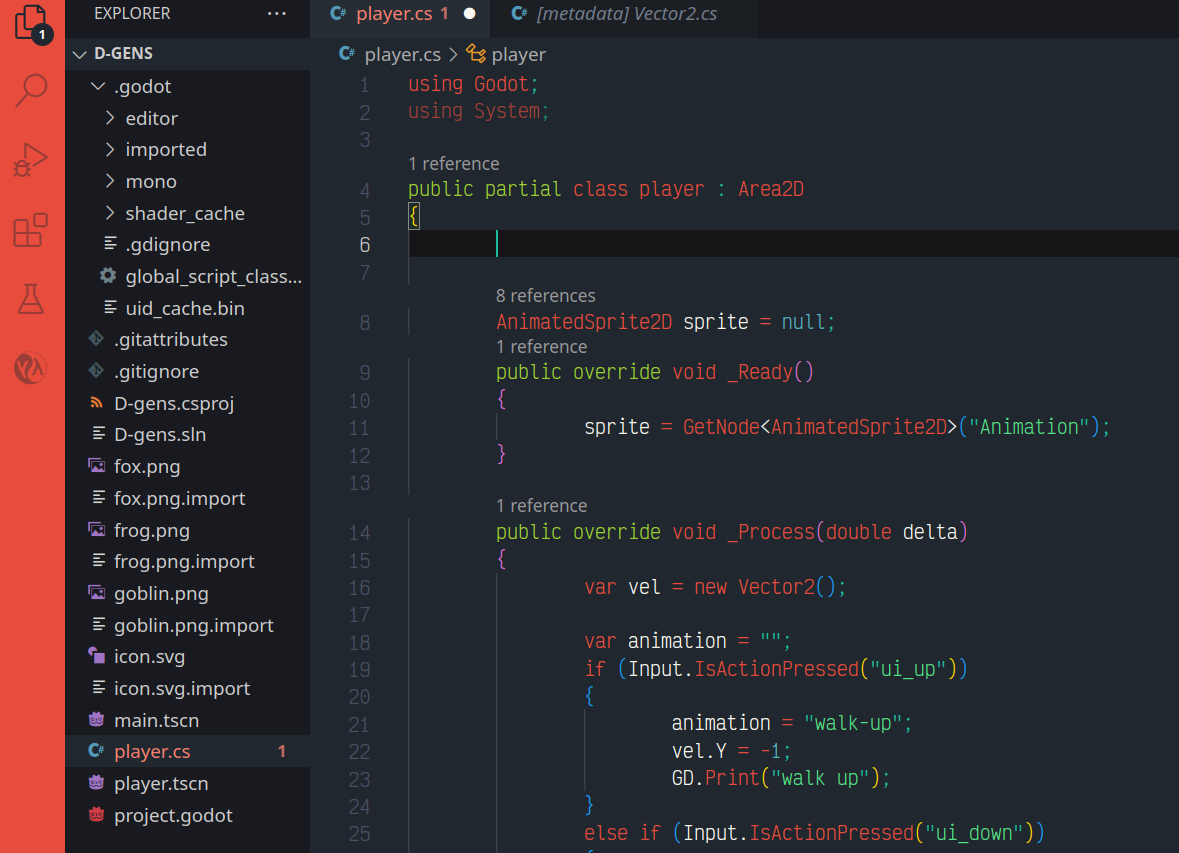 EXPLORER ...
1
D-GENS
.godot
editor
imported
mono
shader_cache
.gdignore
global_script_class...
uid_cache.bin
.gitattributes
.gitignore
D-gens.csproj
D-gens.sln
fox.png
fox.png.import
frog.png
frog.png.import
goblin.png
goblin.png.import
icon.svg
icon.svg.import
main.tscn
C# player.cs 1
player.tscn
project.godot
C# player.cs 1 ● C# [metadata] Vector2.cs
C# player.cs > player
1 using Godot;
2 using System;
3
1 reference
4 public partial class player : Area2D
5 {
6
7
8 references
8 AnimatedSprite2D sprite = null;
1 reference
9 public override void _Ready()
10 {
11 sprite = GetNode<AnimatedSprite2D>("Animation");
12 }
13
1 reference
14 public override void _Process(double delta)
15 {
16 var vel = new Vector2();
17
18 var animation = "";
19 if (Input.IsActionPressed("ui_up"))
20 {
21 animation = "walk-up";
22 vel.Y = -1;
23 GD.Print("walk up");
24 }
25 else if (Input.IsActionPressed("ui_down"))